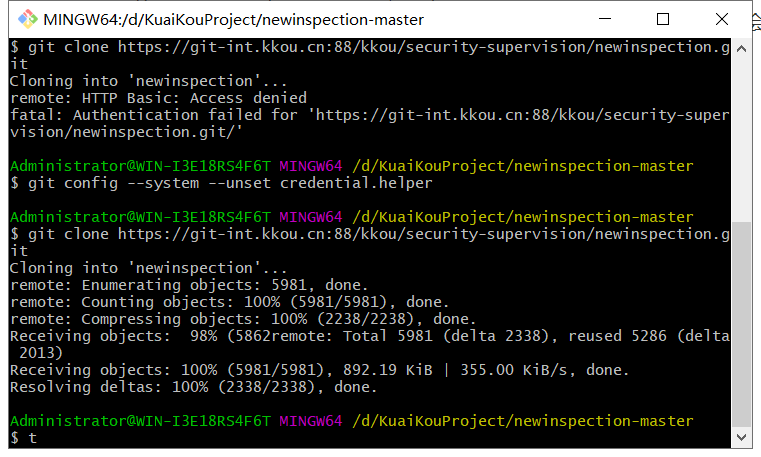 MINGW64:/d/KuaiKouProject/newinspection-master
$ git clone https://git-int.kkou.cn:88/kkou/security-supervision/newinspection.g
it
Cloning into 'newinspection'...
remote: HTTP Basic: Access denied
fatal: Authentication failed for 'https://git-int.kkou.cn:88/kkou/security-super
vision/newinspection.git/'
Administrator@WIN-I3E18RS4F6T MINGW64 /d/KuaiKouProject/newinspection-master
$ git config --system --unset credential.helper
Administrator@WIN-I3E18RS4F6T MINGW64 /d/KuaiKouProject/newinspection-master
$ git clone https://git-int.kkou.cn:88/kkou/security-supervision/newinspection.g
it
Cloning into 'newinspection'...
remote: Enumerating objects: 5981, done.
remote: Counting objects: 100% (5981/5981), done.
remote: Compressing objects: 100% (2238/2238), done.
Receiving objects:  98% (5862remote: Total 5981 (delta 2338), reused 5286 (delta
 2013)
Receiving objects: 100% (5981/5981), 892.19 KiB | 355.00 KiB/s, done.
Resolving deltas: 100% (2338/2338), done.
Administrator@WIN-I3E18RS4F6T MINGW64 /d/KuaiKouProject/newinspection-master
$ t